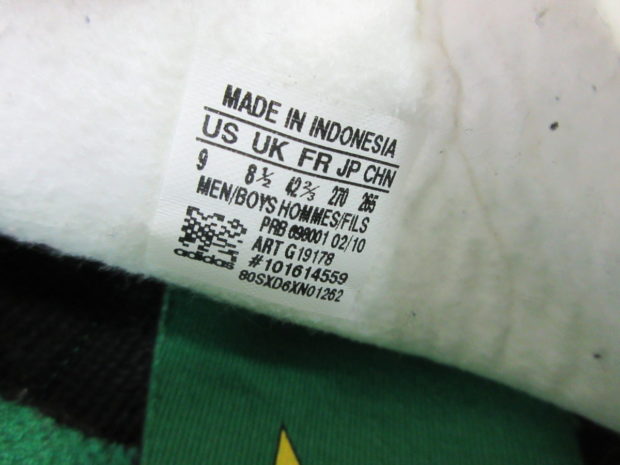 MADE IN INDONESIA
US UK FR JP CHN
9 8½ 42⅔ 270 265
MEN/BOYS HOMMES/FILS
PRB 698001 02/10
ART G19178
#101614559
adidas
80SXD6XN01262